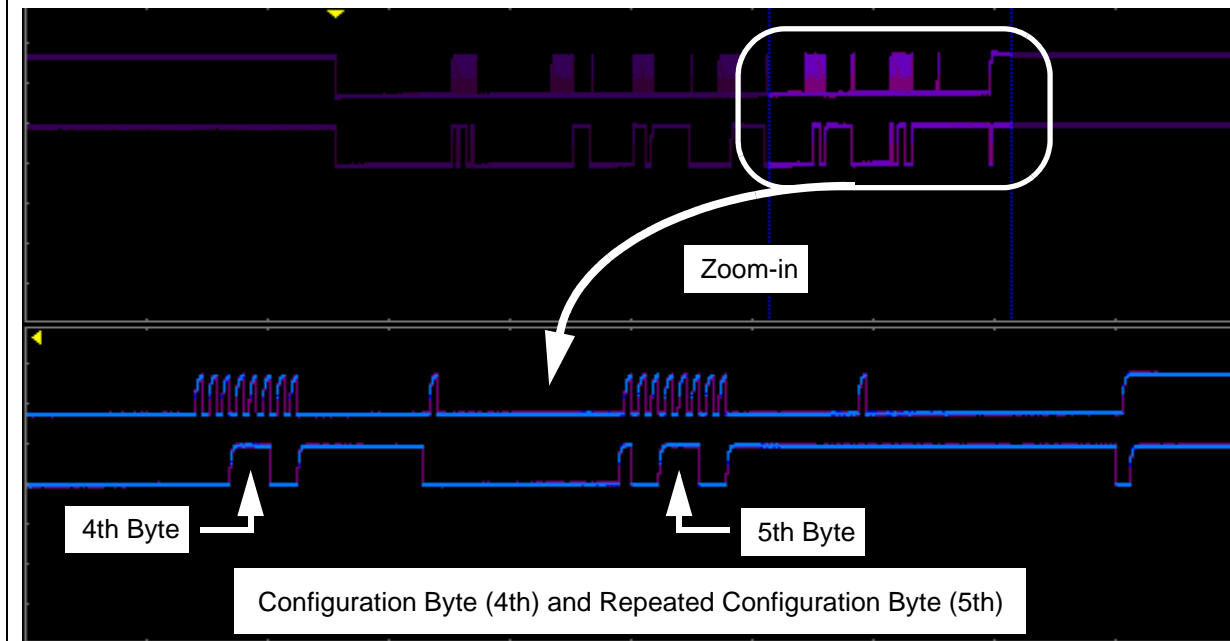 Zoom-in
4th Byte
5th Byte
Configuration Byte (4th) and Repeated Configuration Byte (5th)